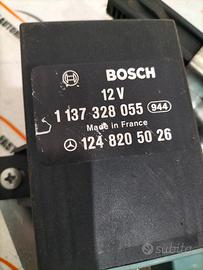 BOSCH
12 V
1 137 328 055 944
Made in France
124 820 50 26
subito